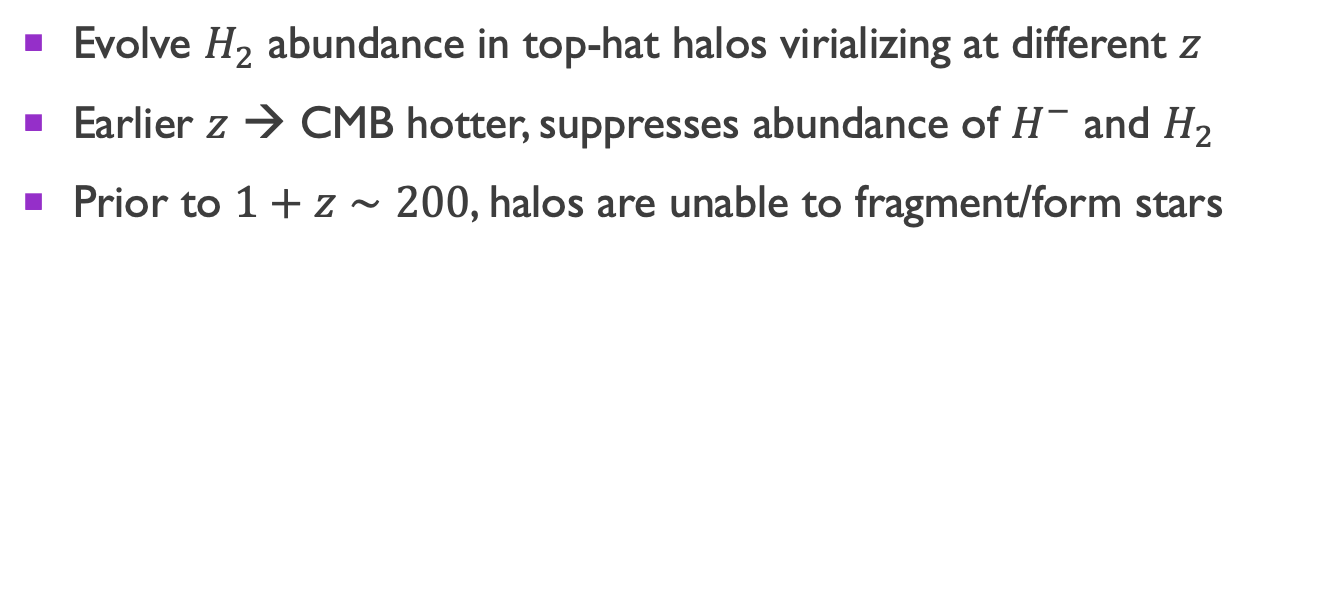 ▪ Evolve H₂ abundance in top-hat halos virializing at different z
▪ Earlier z → CMB hotter, suppresses abundance of H⁻ and H₂
▪ Prior to 1 + z ~ 200, halos are unable to fragment/form stars